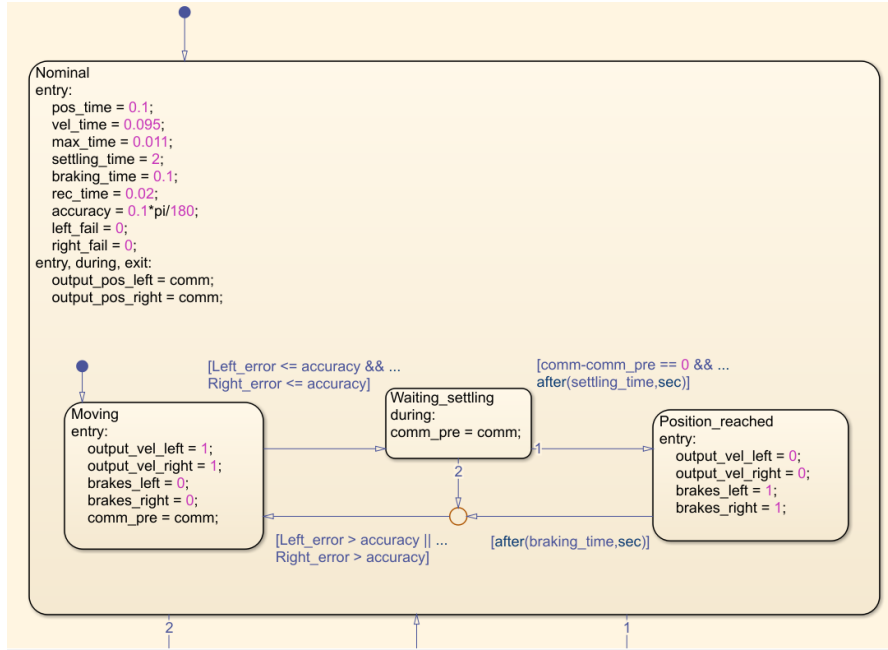 Nominal
entry:
pos_time = 0.1;
vel_time = 0.095;
max_time = 0.011;
settling_time = 2;
braking_time = 0.1;
rec_time = 0.02;
accuracy = 0.1*pi/180;
left_fail = 0;
right_fail = 0;
entry, during, exit:
output_pos_left = comm;
output_pos_right = comm;
[Left_error <= accuracy && ...
Right_error <= accuracy]
[comm-comm_pre == 0 && ...
after(settling_time,sec)]
Moving
entry:
output_vel_left = 1;
output_vel_right = 1;
brakes_left = 0;
brakes_right = 0;
comm_pre = comm;
Waiting_settling
during:
comm_pre = comm;
1
2
Position_reached
entry:
output_vel_left = 0;
output_vel_right = 0;
brakes_left = 1;
brakes_right = 1;
[Left_error > accuracy || ...
Right_error > accuracy]
[after(braking_time,sec)]
2
1